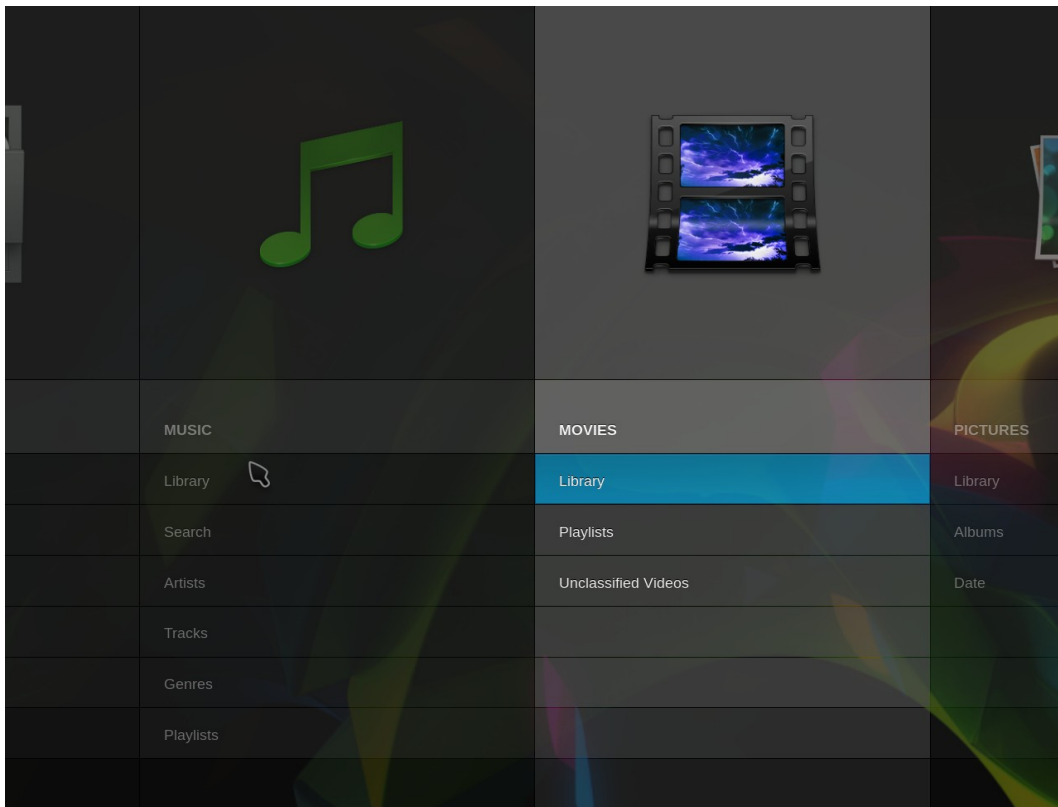 MUSIC
Library
Search
Artists
Tracks
Genres
Playlists
MOVIES
Library
Playlists
Unclassified Videos
PICTURES
Library
Albums
Date